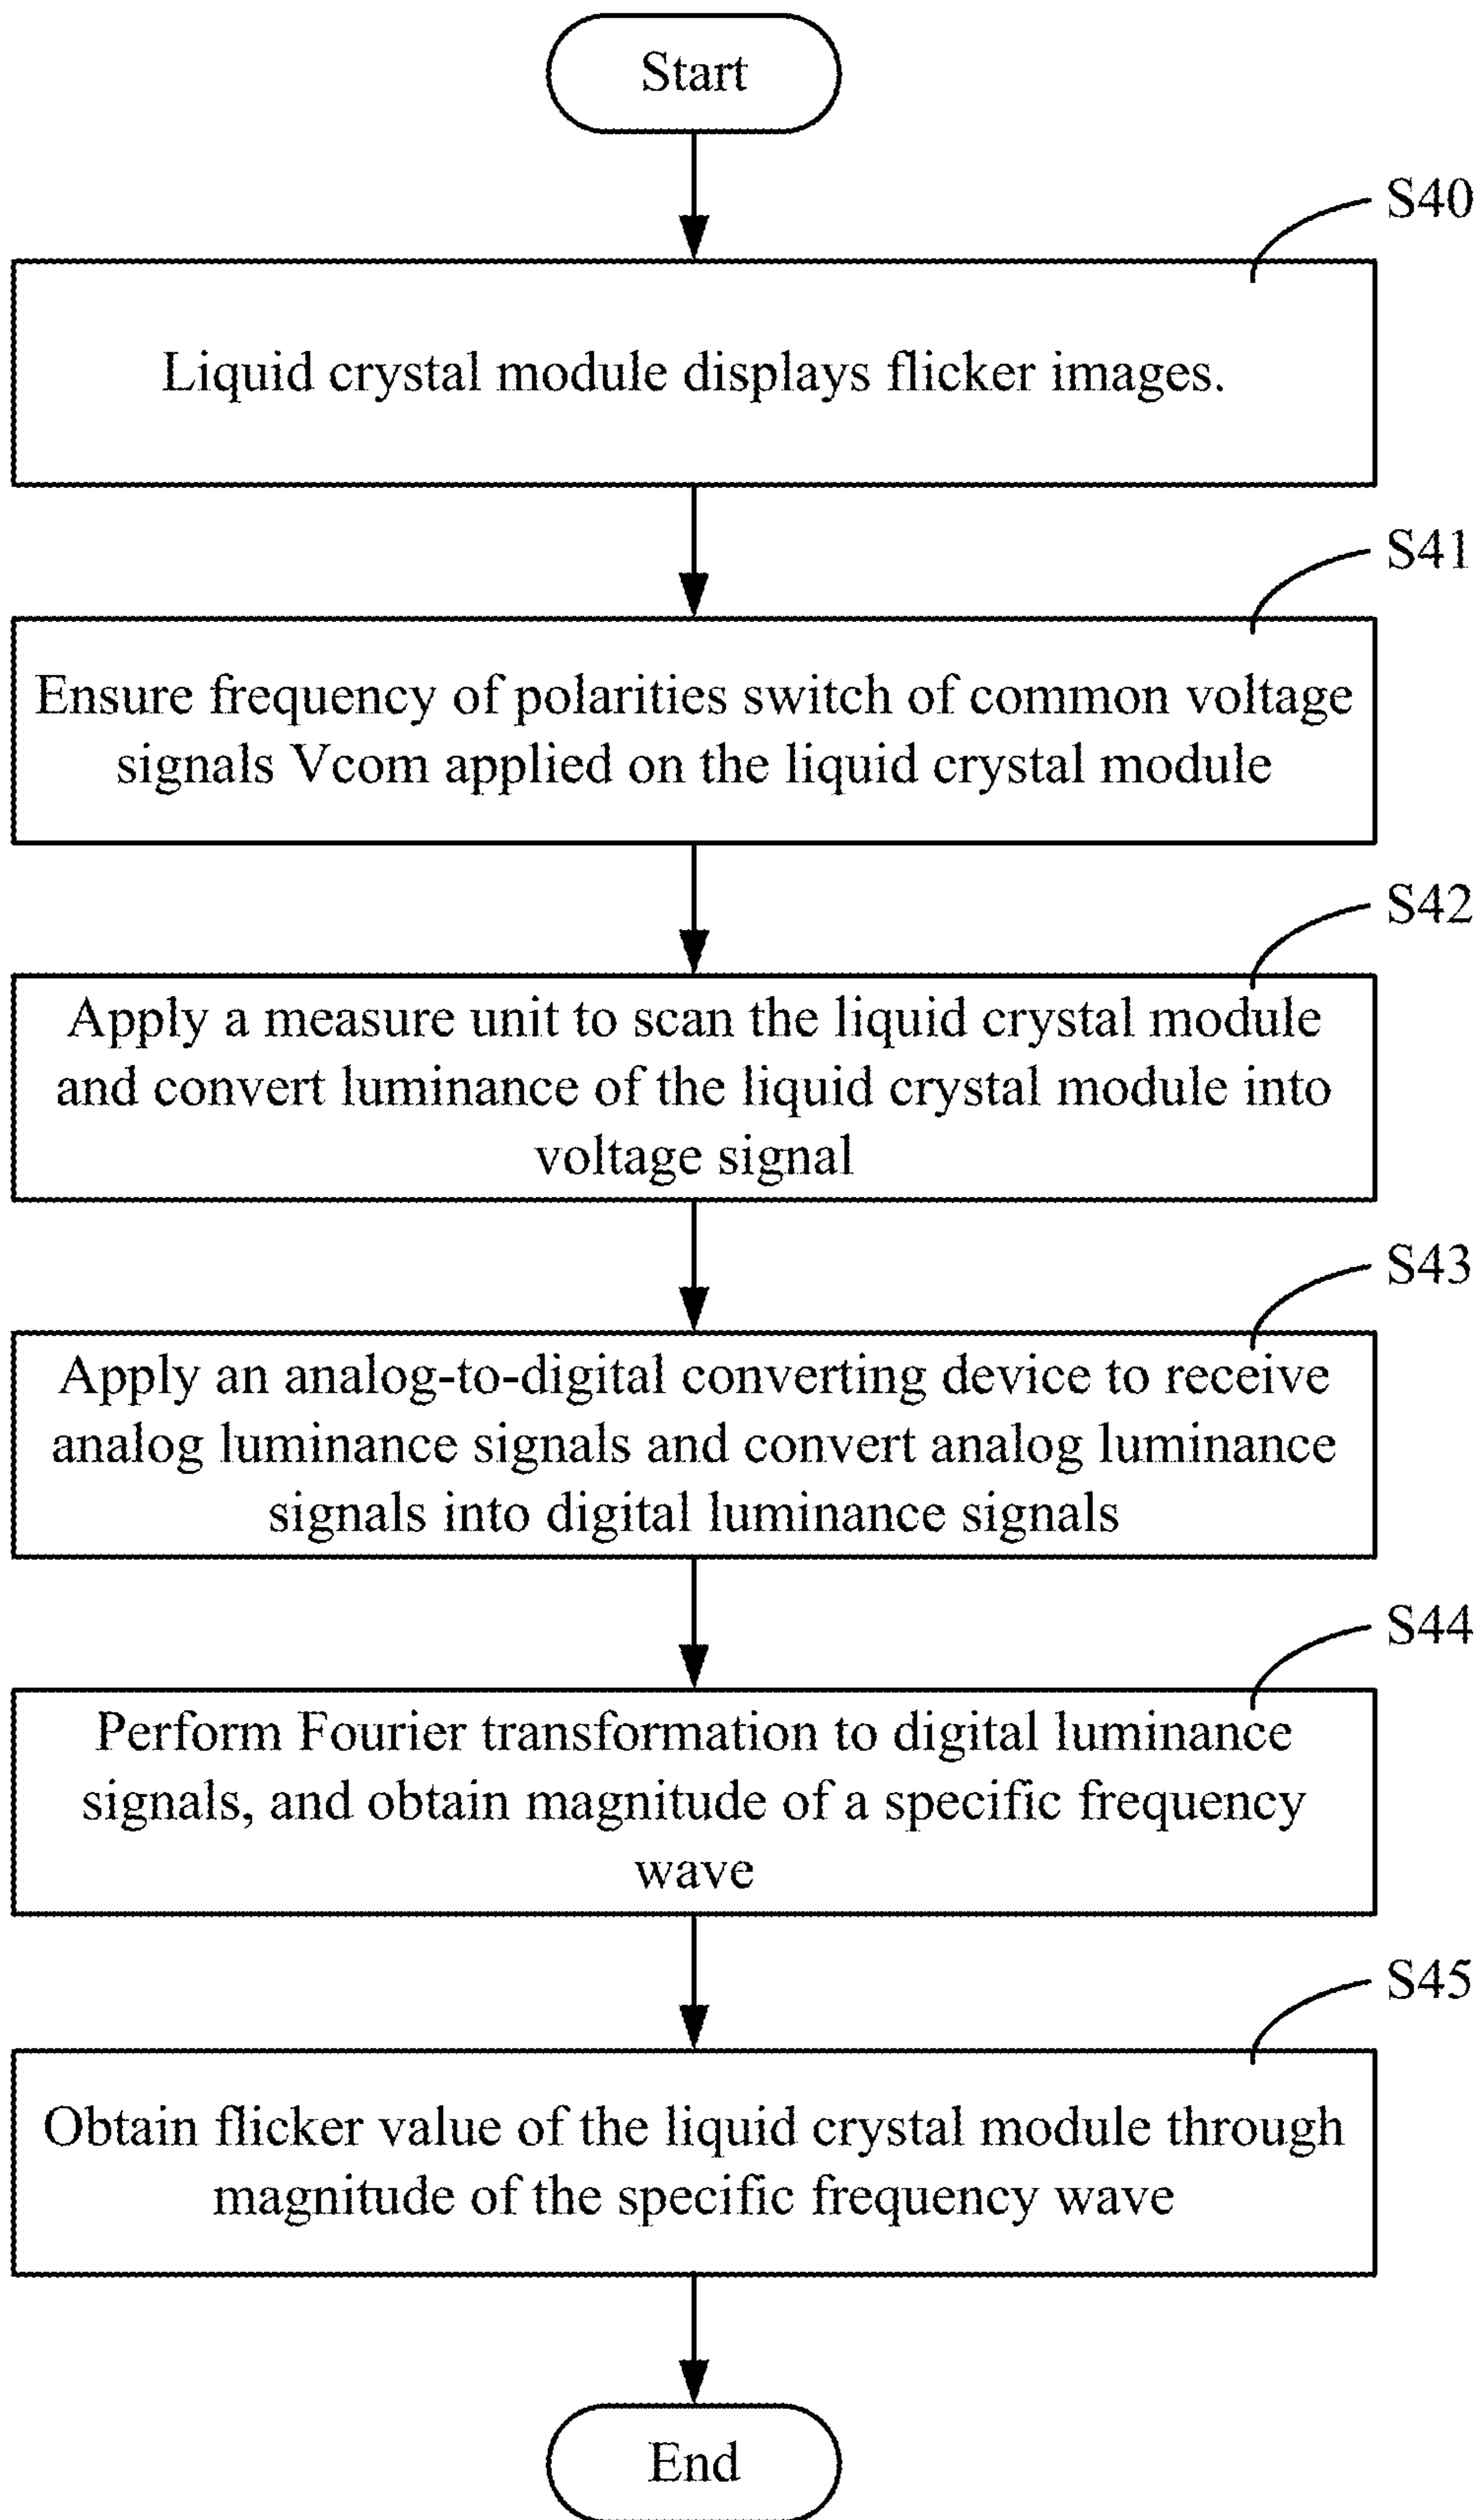 Start
S40
Liquid crystal module displays flicker images.
S41
Ensure frequency of polarities switch of common voltage
signals Vcom applied on the liquid crystal module
S42
Apply a measure unit to scan the liquid crystal module
and convert luminance of the liquid crystal module into
voltage signal
S43
Apply an analog-to-digital converting device to receive
analog luminance signals and convert analog luminance
signals into digital luminance signals
S44
Perform Fourier transformation to digital luminance
signals, and obtain magnitude of a specific frequency
wave
S45
Obtain flicker value of the liquid crystal module through
magnitude of the specific frequency wave
End